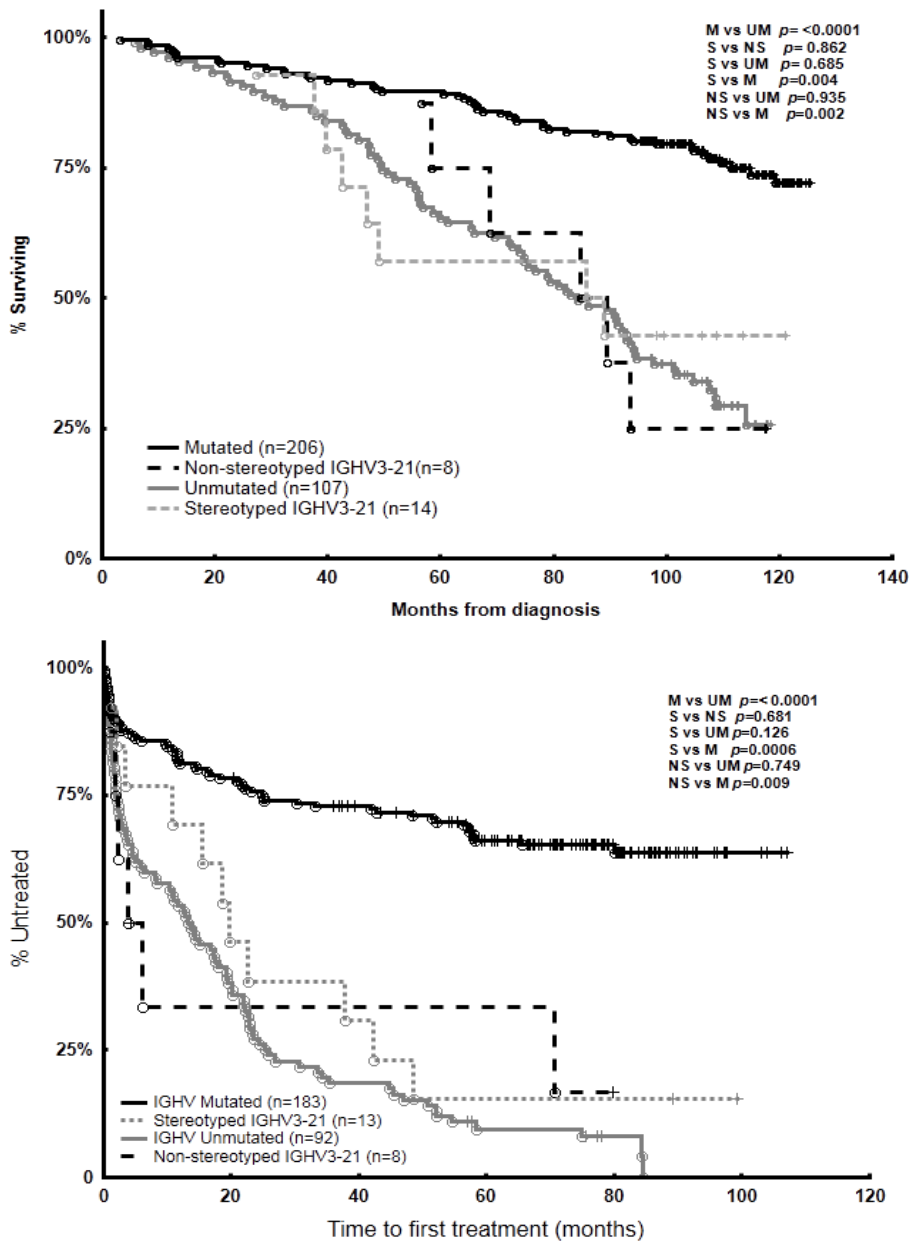 M vs UM p= <0.0001
S vs NS p= 0.862
S vs UM p= 0.685
S vs M p=0.004
NS vs UM p=0.935
NS vs M p=0.002
100%
75%
50%
25%
0%
% Surviving
Mutated (n=206)
Non-stereotyped IGHV3-21(n=8)
Unmutated (n=107)
Stereotyped IGHV3-21 (n=14)
0 20 40 60 80 100 120 140
Months from diagnosis
M vs UM p=<0.0001
S vs NS p=0.681
S vs UM p=0.126
S vs M p=0.0006
NS vs UM p=0.749
NS vs M p=0.009
100%
75%
50%
25%
0
% Untreated
IGHV Mutated (n=183)
Stereotyped IGHV3-21 (n=13)
IGHV Unmutated (n=92)
Non-stereotyped IGHV3-21 (n=8)
0 20 40 60 80 100 120
Time to first treatment (months)